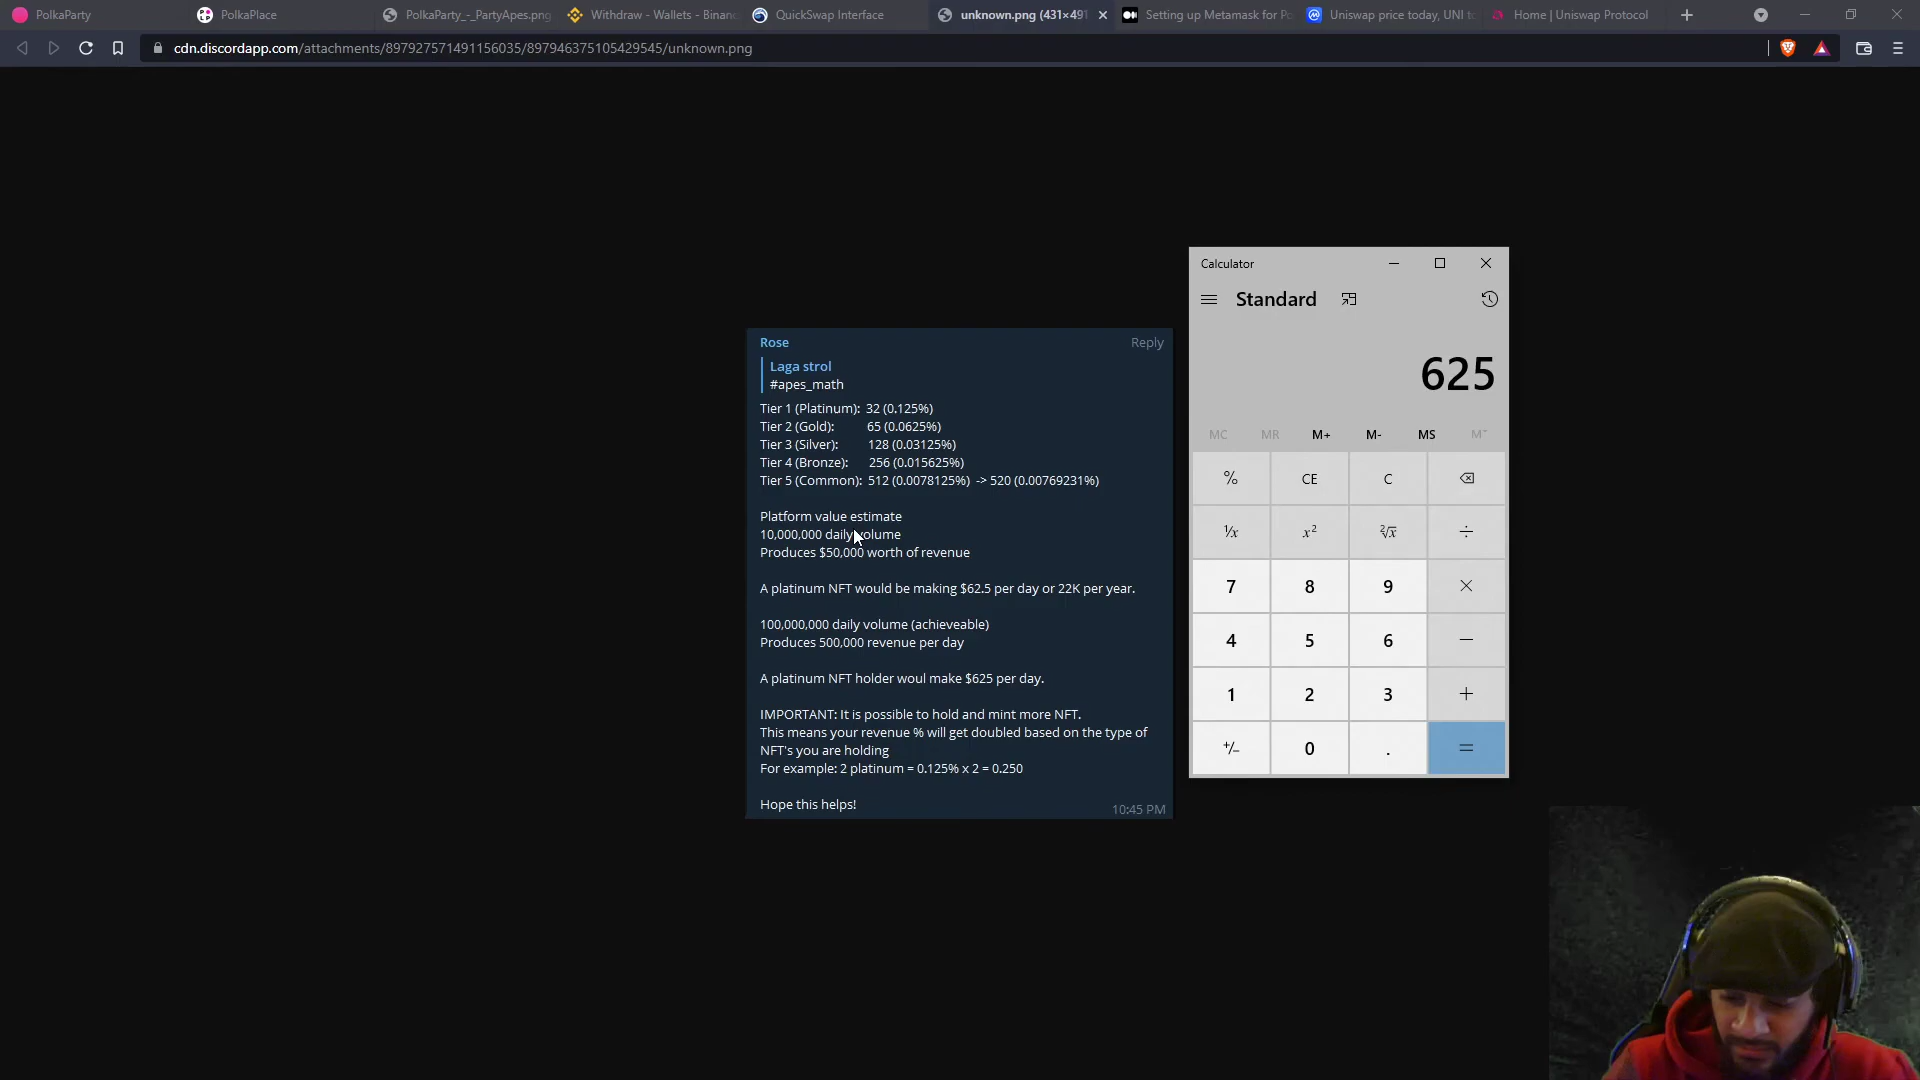 PolkaParty
PolkaPlace
PolkaParty_-_PartyApes.png
Withdraw - Wallets - Binan
QuickSwap Interface
unknown.png (431×491
Setting up Metamask for Po
Uniswap price today, UNI to
Home | Uniswap Protocol
cdn.discordapp.com/attachments/897927571491156035/897946375105429545/unknown.png
Rose
Reply
Laga strol
#apes_math
Tier 1 (Platinum): 32 (0.125%)
Tier 2 (Gold): 65 (0.0625%)
Tier 3 (Silver): 128 (0.03125%)
Tier 4 (Bronze): 256 (0.015625%)
Tier 5 (Common): 512 (0.0078125%) -> 520 (0.00769231%)
Platform value estimate
10,000,000 daily volume
Produces $50,000 worth of revenue
A platinum NFT would be making $62.5 per day or 22K per year.
100,000,000 daily volume (achieveable)
Produces 500,000 revenue per day
A platinum NFT holder woul make $625 per day.
IMPORTANT: It is possible to hold and mint more NFT.
This means your revenue % will get doubled based on the type of
NFT's you are holding
For example: 2 platinum = 0.125% x 2 = 0.250
Hope this helps!
10:45 PM
Calculator
Standard
625
MC MR M+ M- MS M˅
% CE C
⅟x x² ²√x ÷
7 8 9 ×
4 5 6 −
1 2 3 +
+/− 0 . =